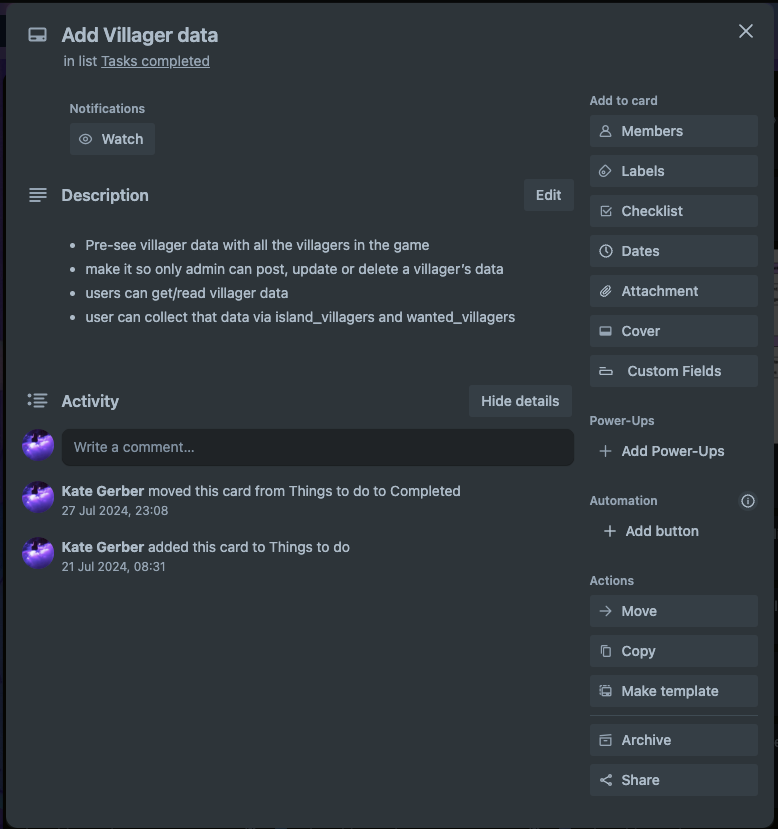 Add Villager data
in list Tasks completed
Notifications
Watch
Description
Edit
Pre-see villager data with all the villagers in the game
make it so only admin can post, update or delete a villager’s data
users can get/read villager data
user can collect that data via island_villagers and wanted_villagers
Activity
Hide details
Write a comment…
Kate Gerber moved this card from Things to do to Completed
27 Jul 2024, 23:08
Kate Gerber added this card to Things to do
21 Jul 2024, 08:31
Add to card
Members
Labels
Checklist
Dates
Attachment
Cover
Custom Fields
Power-Ups
Add Power-Ups
Automation
Add button
Actions
Move
Copy
Make template
Archive
Share